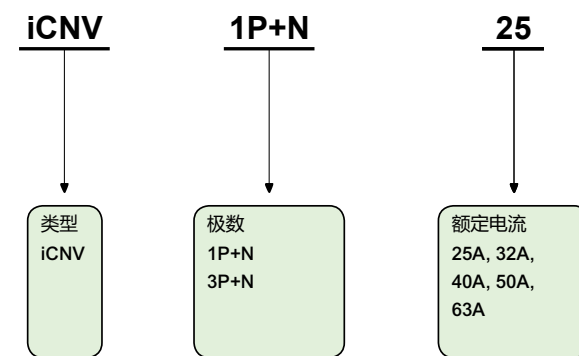 iCNV 1P+N 25
类型
iCNV
极数
1P+N
3P+N
额定电流
25A, 32A,
40A, 50A,
63A